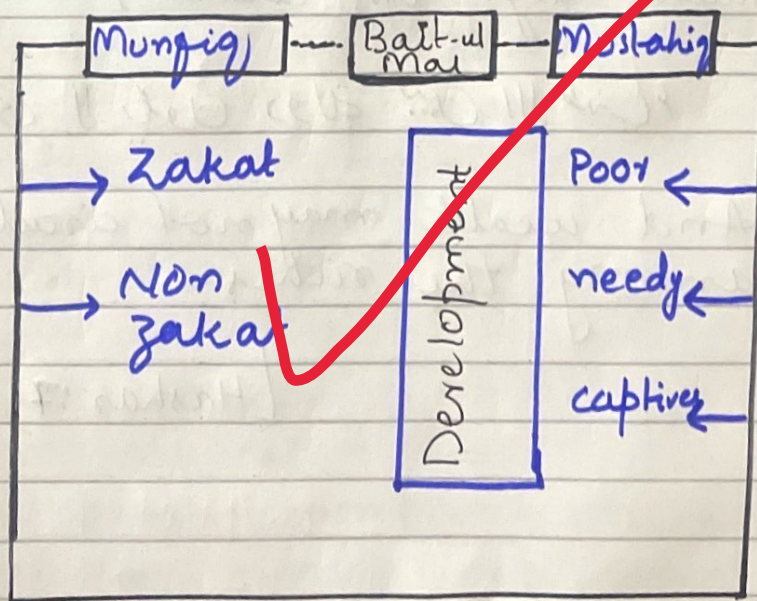 Munfiq
Bait-ul
Mal
Mustahiq
Zakat
Non
zakat
Development
Poor
needy
captives